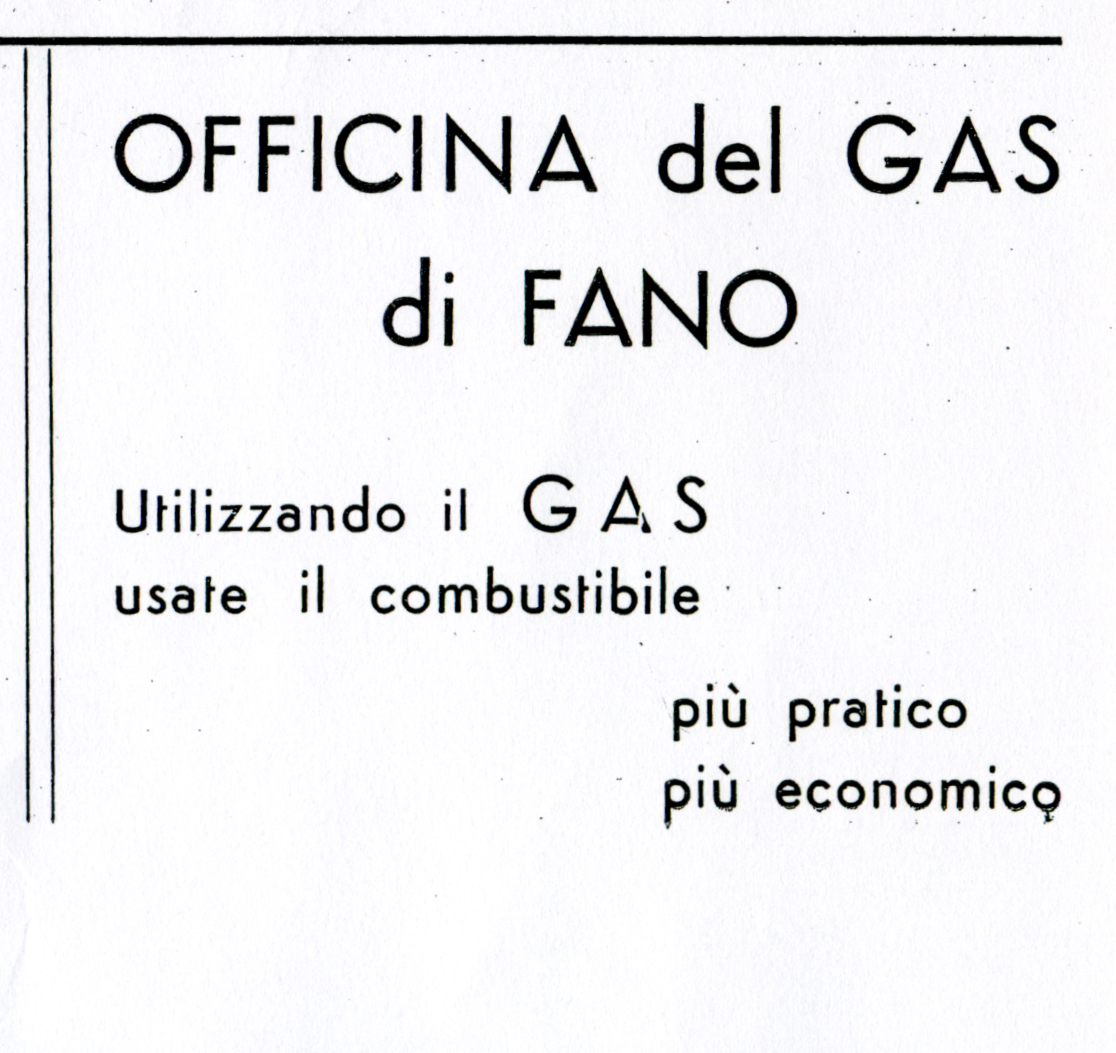 OFFICINA del GAS
di FANO
Utilizzando il GAS
usate il combustibile
più pratico
più economico